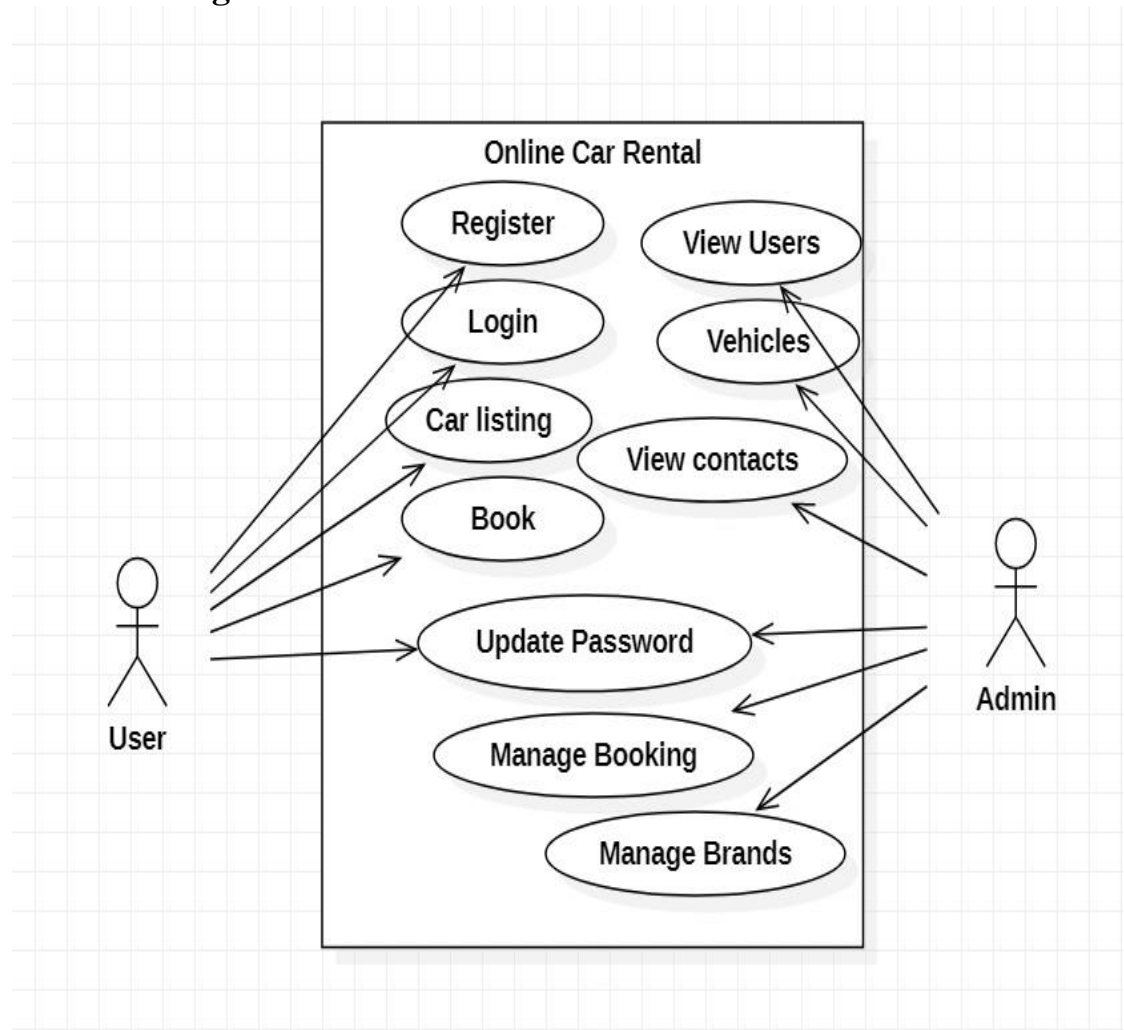 Online Car Rental
Register
View Users
Login
Vehicles
Car listing
View contacts
Book
Update Password
User
Admin
Manage Booking
Manage Brands